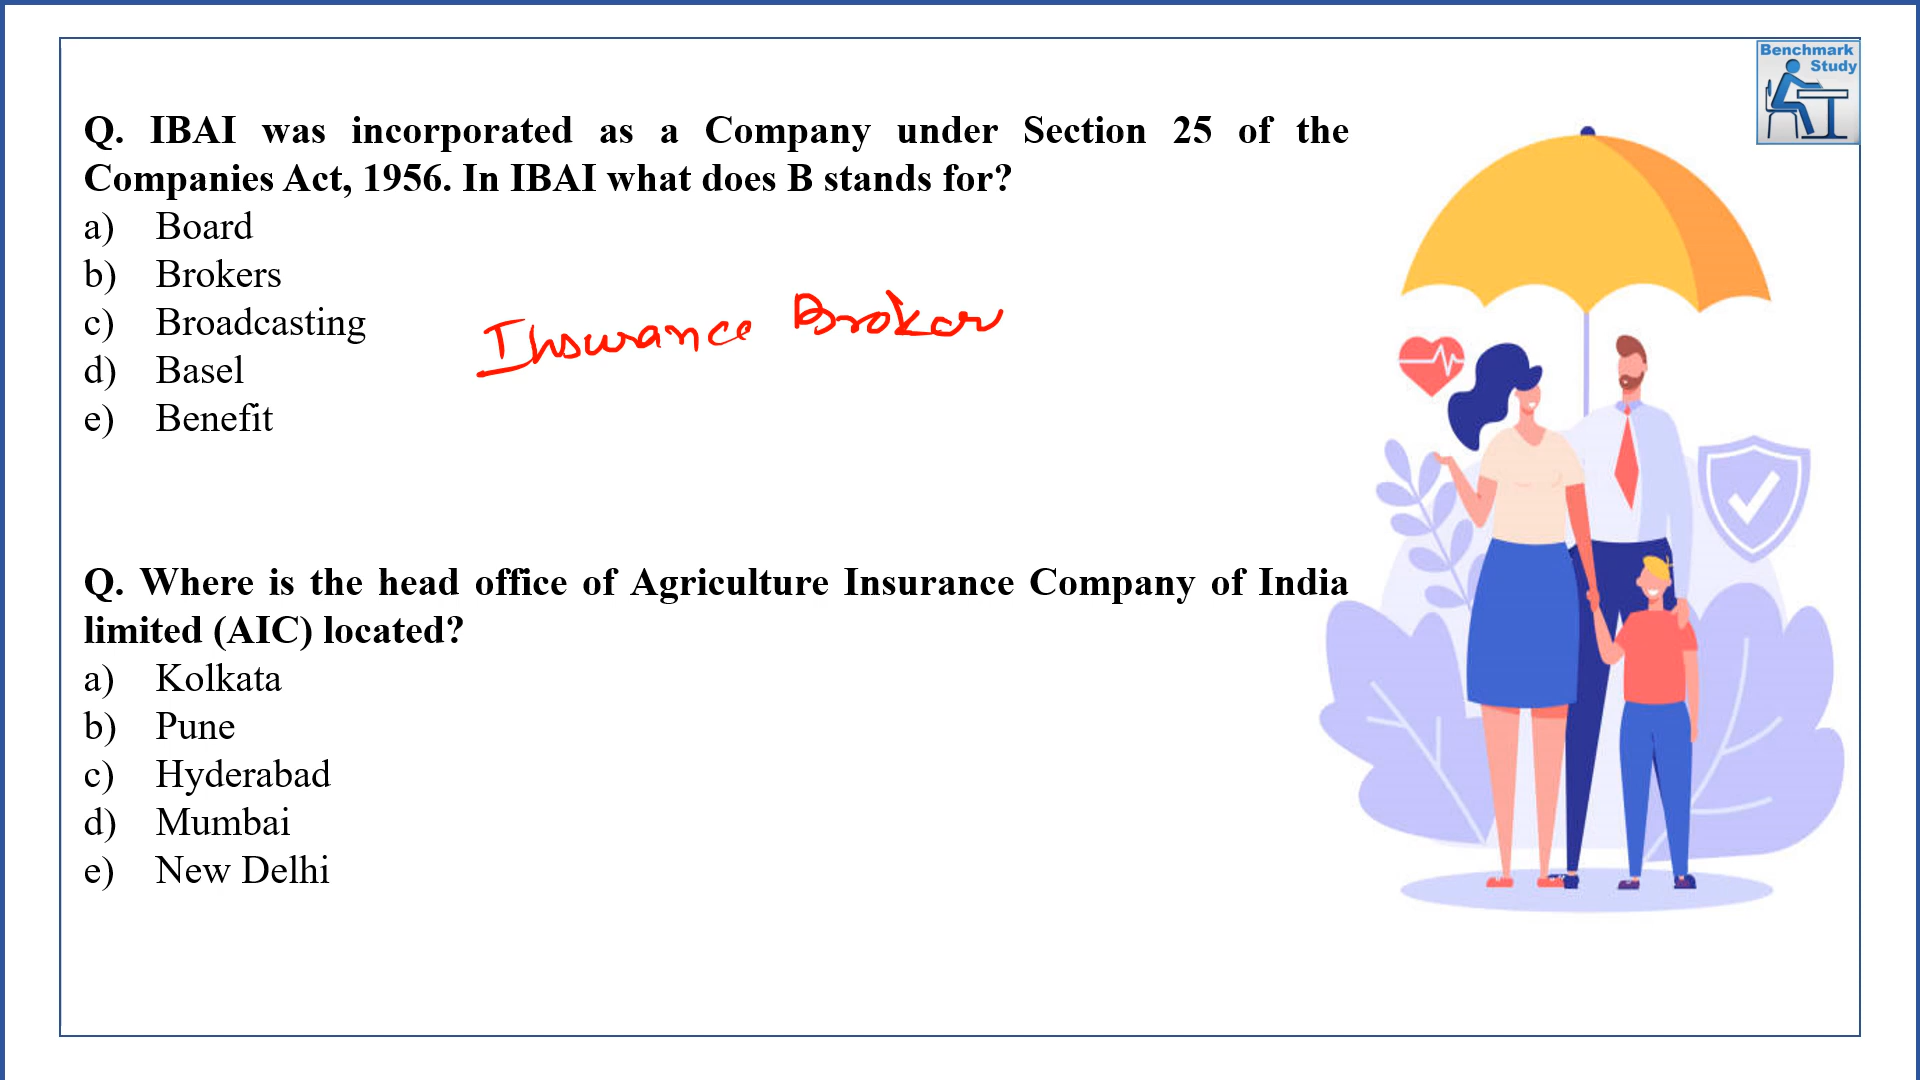 Benchmark
Study
Q. IBAI was incorporated as a Company under Section 25 of the
Companies Act, 1956. In IBAI what does B stands for?
a) Board
b) Brokers
c) Broadcasting
d) Basel
e) Benefit
Insurance Broker
Q. Where is the head office of Agriculture Insurance Company of India
limited (AIC) located?
a) Kolkata
b) Pune
c) Hyderabad
d) Mumbai
e) New Delhi